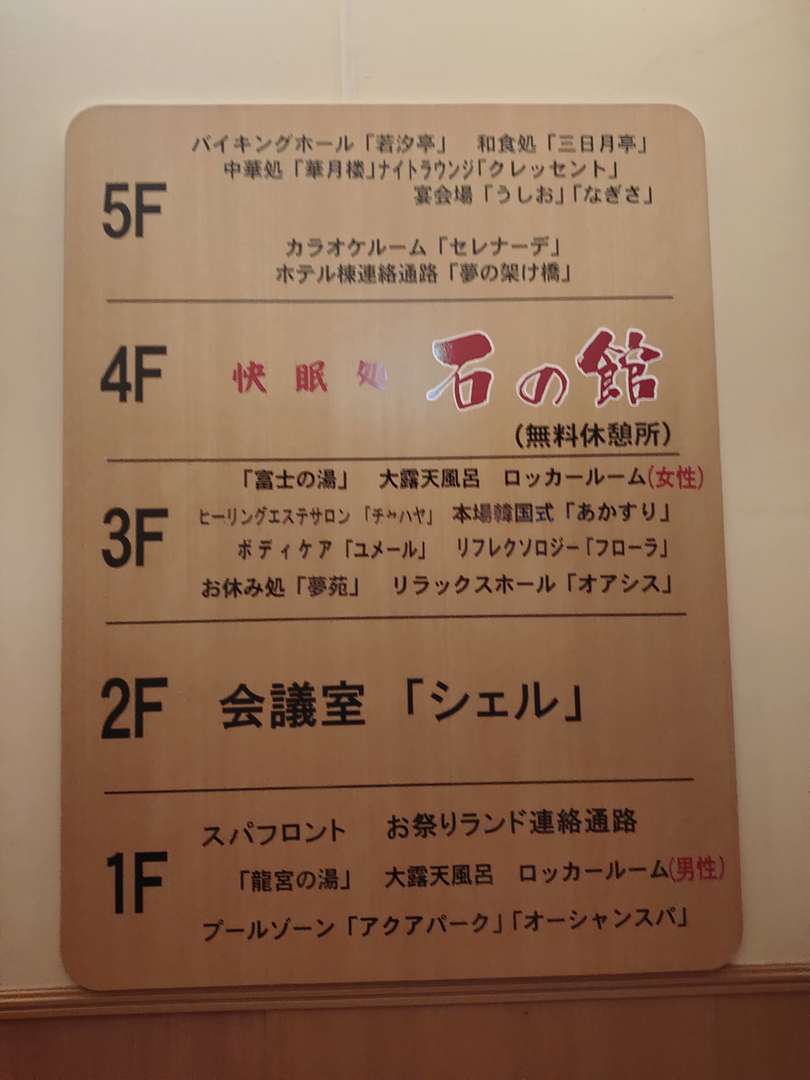 5F
バイキングホール「若汐亭」 和食処「三日月亭」
中華処「華月楼」ナイトラウンジ「クレッセント」
宴会場「うしお」「なぎさ」
カラオケルーム「セレナーデ」
ホテル棟連絡通路「夢の架け橋」
4F
快眠処 石の館
(無料休憩所)
3F
「富士の湯」 大露天風呂 ロッカールーム(女性)
ヒーリングエステサロン「チャハヤ」 本場韓国式「あかすり」
ボディケア「ユメール」 リフレクソロジー「フローラ」
お休み処「夢苑」 リラックスホール「オアシス」
2F
会議室 「シェル」
1F
スパフロント お祭りランド連絡通路
「龍宮の湯」 大露天風呂 ロッカールーム(男性)
プールゾーン「アクアパーク」「オーシャンスパ」